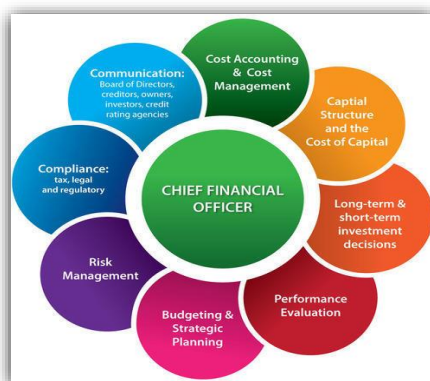 Cost Accounting
& Cost
Management
Captial
Structure
and the
Cost of Capital
Long-term &
short-term
investment
decisions
Performance
Evaluation
Budgeting &
Strategic
Planning
Risk
Management
Compliance:
tax, legal
and regulatory
Communication:
Board of Directors,
creditors, owners,
investors, credit
rating agencies
CHIEF FINANCIAL
OFFICER